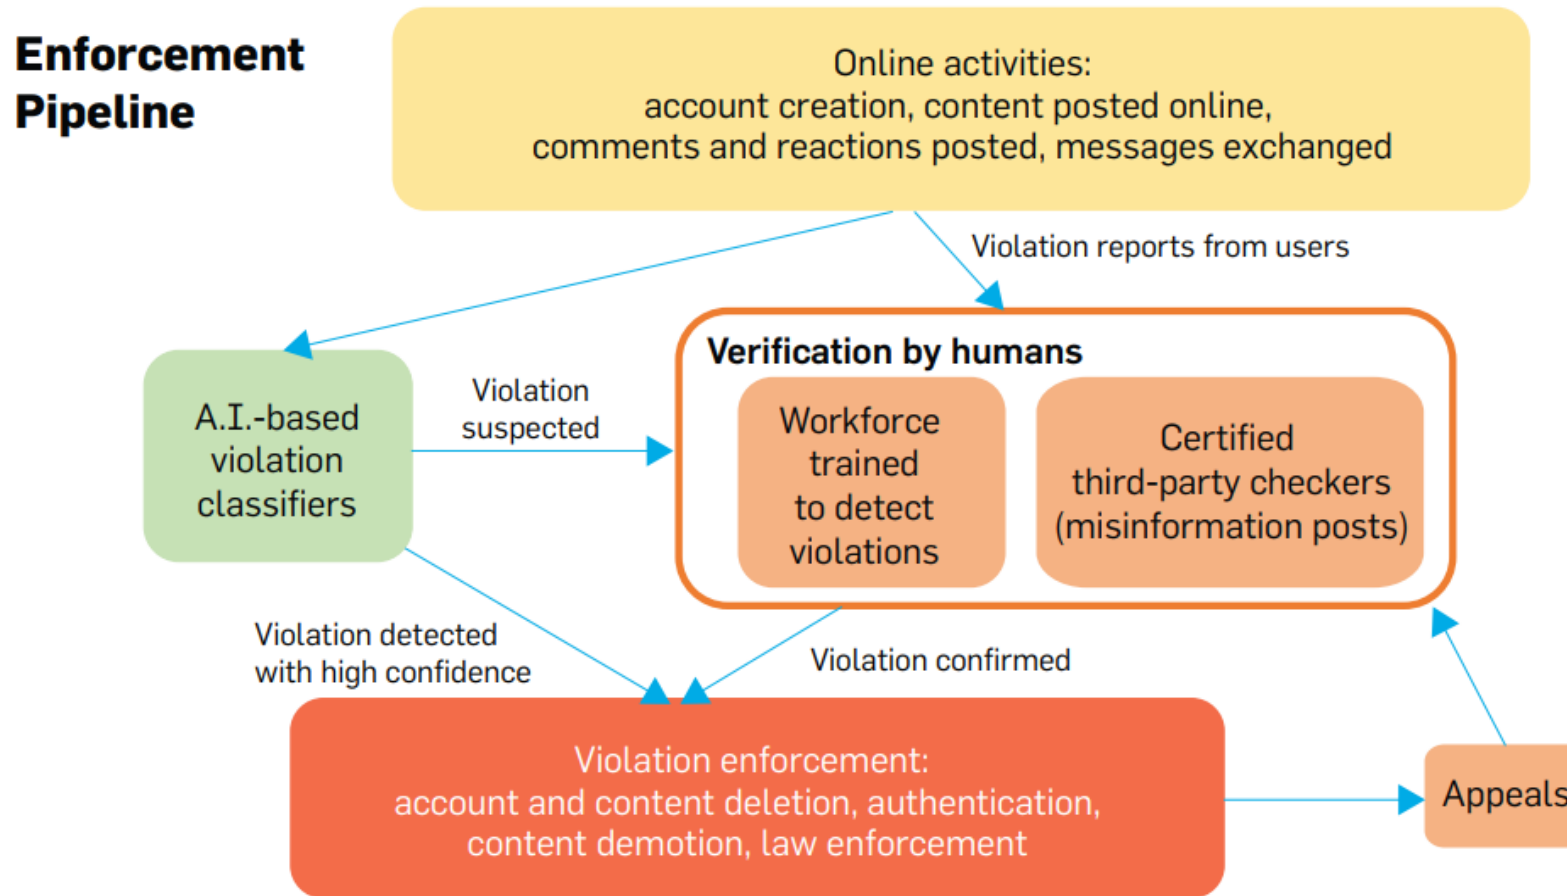 Enforcement
Pipeline
Online activities:
account creation, content posted online,
comments and reactions posted, messages exchanged
Violation reports from users
Verification by humans
A.I.-based
violation
classifiers
Violation
suspected
Workforce
trained
to detect
violations
Certified
third-party checkers
(misinformation posts)
Violation detected
with high confidence
Violation confirmed
Violation enforcement:
account and content deletion, authentication,
content demotion, law enforcement
Appeals